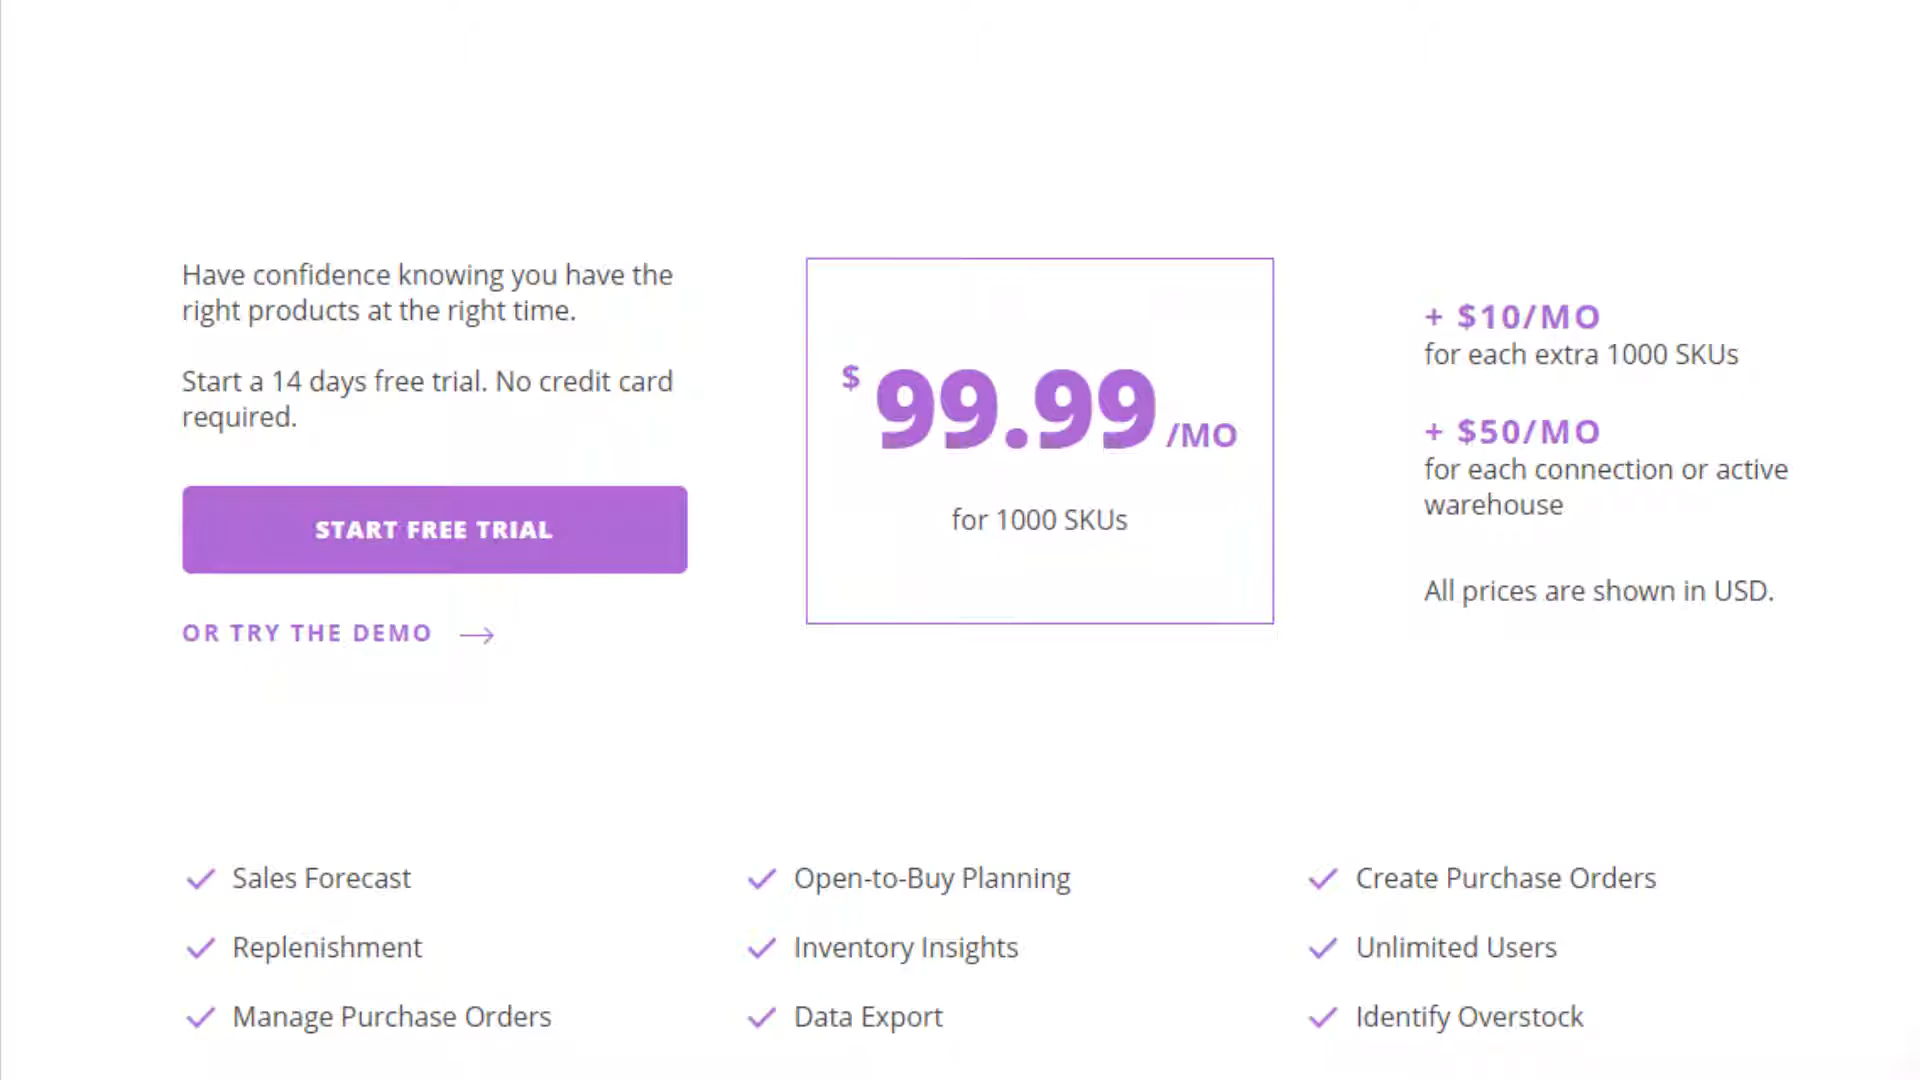 Have confidence knowing you have the
right products at the right time.
Start a 14 days free trial. No credit card
required.
START FREE TRIAL
OR TRY THE DEMO
$ 99.99 /MO
for 1000 SKUs
+ $10/MO
for each extra 1000 SKUs
+ $50/MO
for each connection or active
warehouse
All prices are shown in USD.
Sales Forecast
Replenishment
Manage Purchase Orders
Open-to-Buy Planning
Inventory Insights
Data Export
Create Purchase Orders
Unlimited Users
Identify Overstock